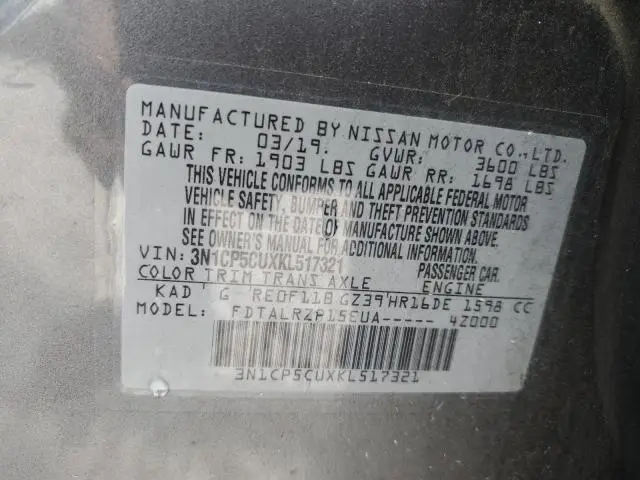 MANUFACTURED BY NISSAN MOTOR CO.,LTD.
DATE: 03/19. GVWR: 3600 LBS
GAWR FR: 1903 LBS GAWR RR: 1698 LBS
THIS VEHICLE CONFORMS TO ALL APPLICABLE FEDERAL MOTOR
VEHICLE SAFETY, BUMPER AND THEFT PREVENTION STANDARDS
IN EFFECT ON THE DATE OF MANUFACTURE SHOWN ABOVE.
SEE OWNER'S MANUAL FOR ADDITIONAL INFORMATION
VIN: 3N1CP5CUXKL517321 PASSENGER CAR.
COLOR TRIM TRANS AXLE ENGINE
KAD G RE0F11B GZ39 HR16DE 1598 CC
MODEL: FDTALRZP15EUA----- 42000
3N1CP5CUXKL517321